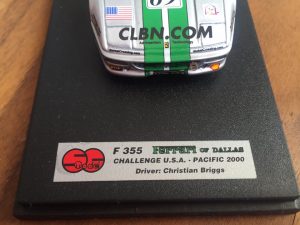 CLBN.COM
F 355 Ferrari OF DALLAS
CHALLENGE U.S.A. - PACIFIC 2000
Driver: Christian Briggs